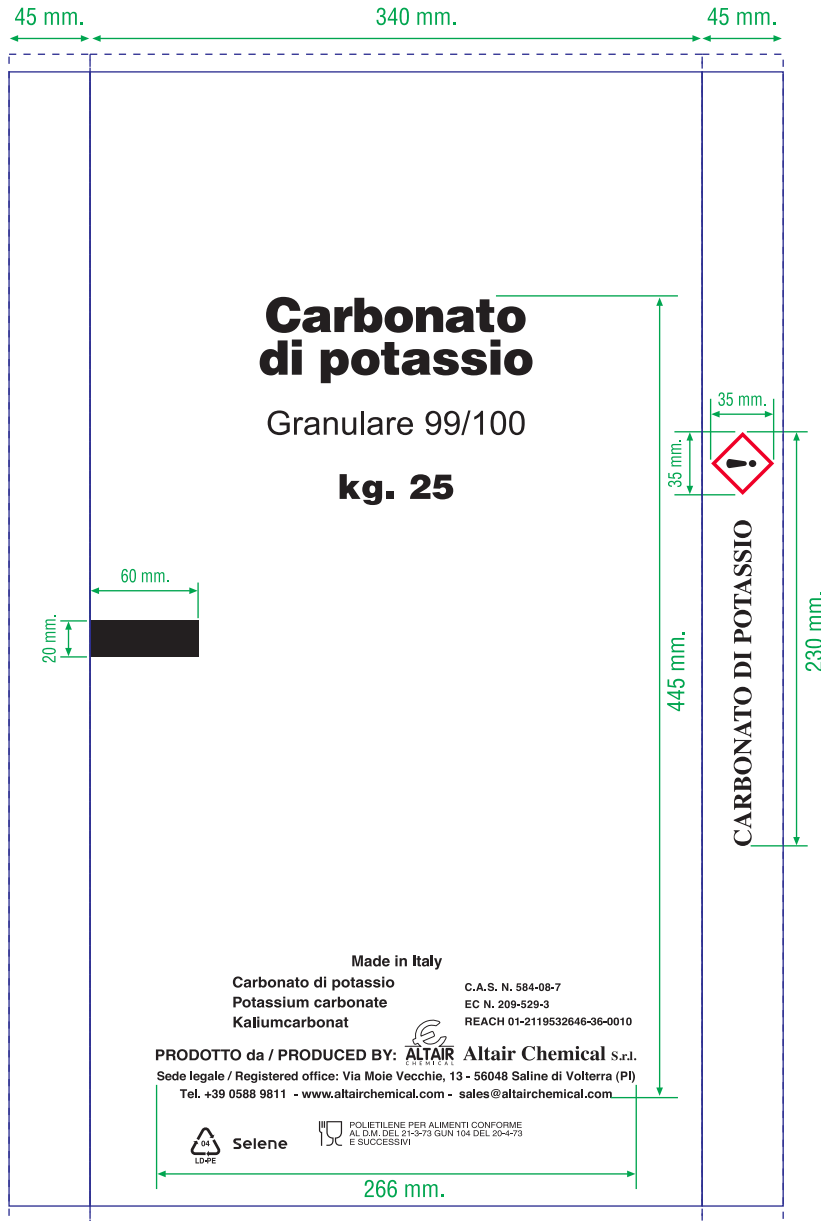 45 mm.
340 mm.
45 mm.
Carbonato
di potassio
Granulare 99/100
kg. 25
35 mm.
35 mm.
60 mm.
20 mm.
CARBONATO DI POTASSIO
445 mm.
230 mm.
Made in Italy
Carbonato di potassio
Potassium carbonate
Kaliumcarbonat
C.A.S. N. 584-08-7
EC N. 209-529-3
REACH 01-2119532646-36-0010
PRODOTTO da / PRODUCED BY: ALTAIR CHEMICAL Altair Chemical S.r.l.
Sede legale / Registered office: Via Moie Vecchie, 13 - 56048 Saline di Volterra (PI)
Tel. +39 0588 9811 - www.altairchemical.com - sales@altairchemical.com
04
LD-PE
Selene
POLIETILENE PER ALIMENTI CONFORME
AL D.M. DEL 21-3-73 GUN 104 DEL 20-4-73
E SUCCESSIVI
266 mm.